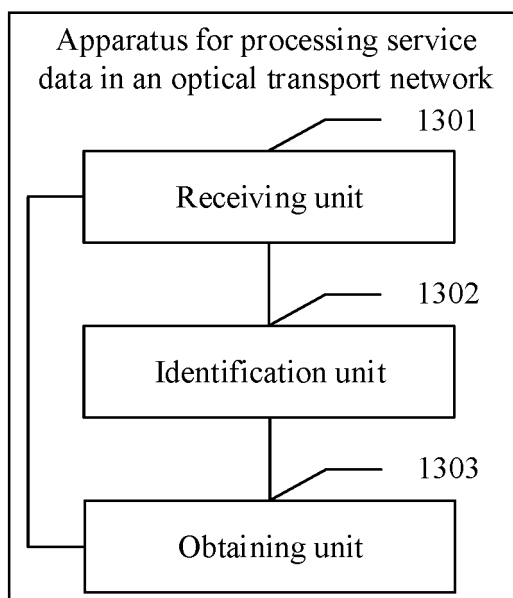 Apparatus for processing service
data in an optical transport network
1301
Receiving unit
1302
Identification unit
1303
Obtaining unit